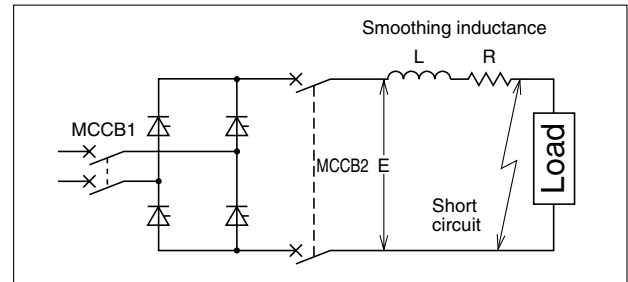 Smoothing inductance
L R
MCCB1
MCCB2 E
Load
Short
circuit